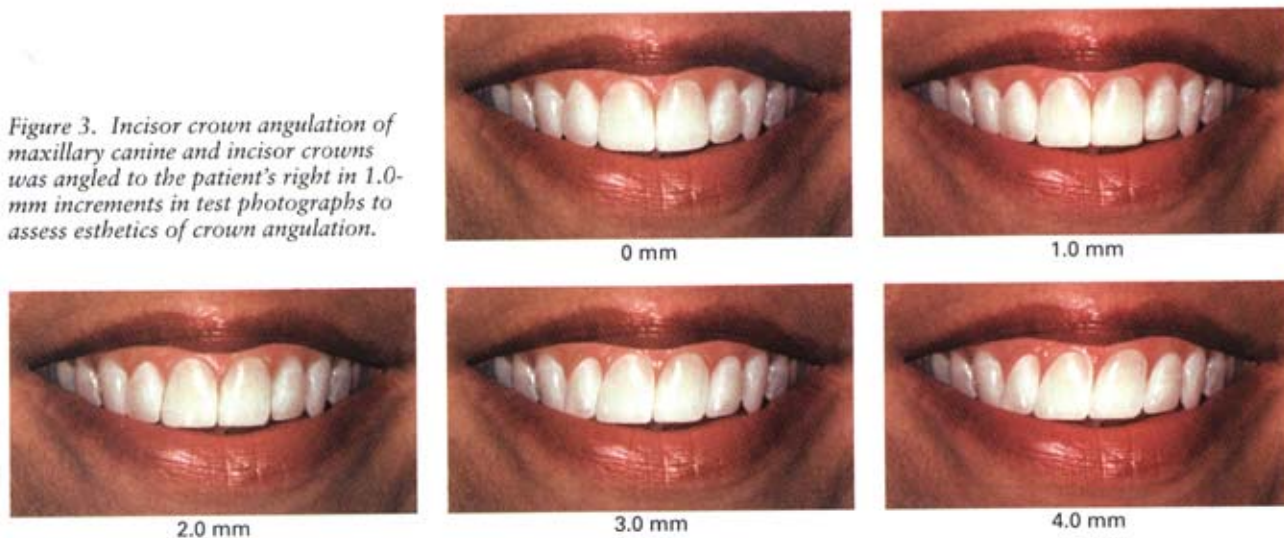 Figure 3. Incisor crown angulation of
maxillary canine and incisor crowns
was angled to the patient's right in 1.0-
mm increments in test photographs to
assess esthetics of crown angulation.
0 mm
1.0 mm
2.0 mm
3.0 mm
4.0 mm